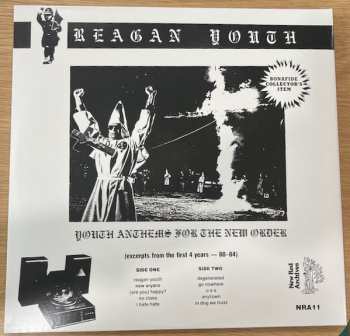 REAGAN YOUTH
BONAFIDE
COLLECTOR'S
ITEM
YOUTH ANTHEMS FOR THE NEW ORDER
(excerpts from the first 4 years — 80-84)
SIDE ONE
reagan youth
new aryans
(are you) happy?
no class
i hate hate
SIDE TWO
degenerated
go nowhere
u s a
anytown
in dog we trust
New Red
Archives
NRA11